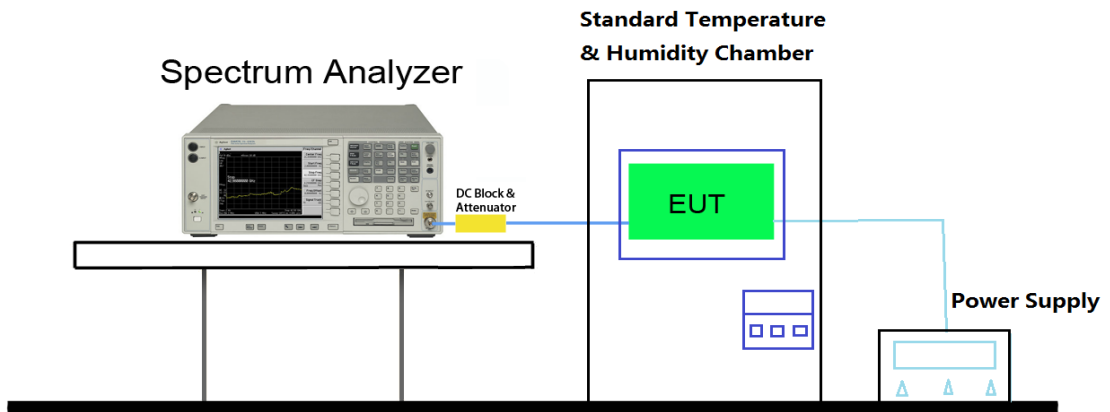 Standard Temperature
& Humidity Chamber
Spectrum Analyzer
DC Block &
Attenuator
EUT
Power Supply